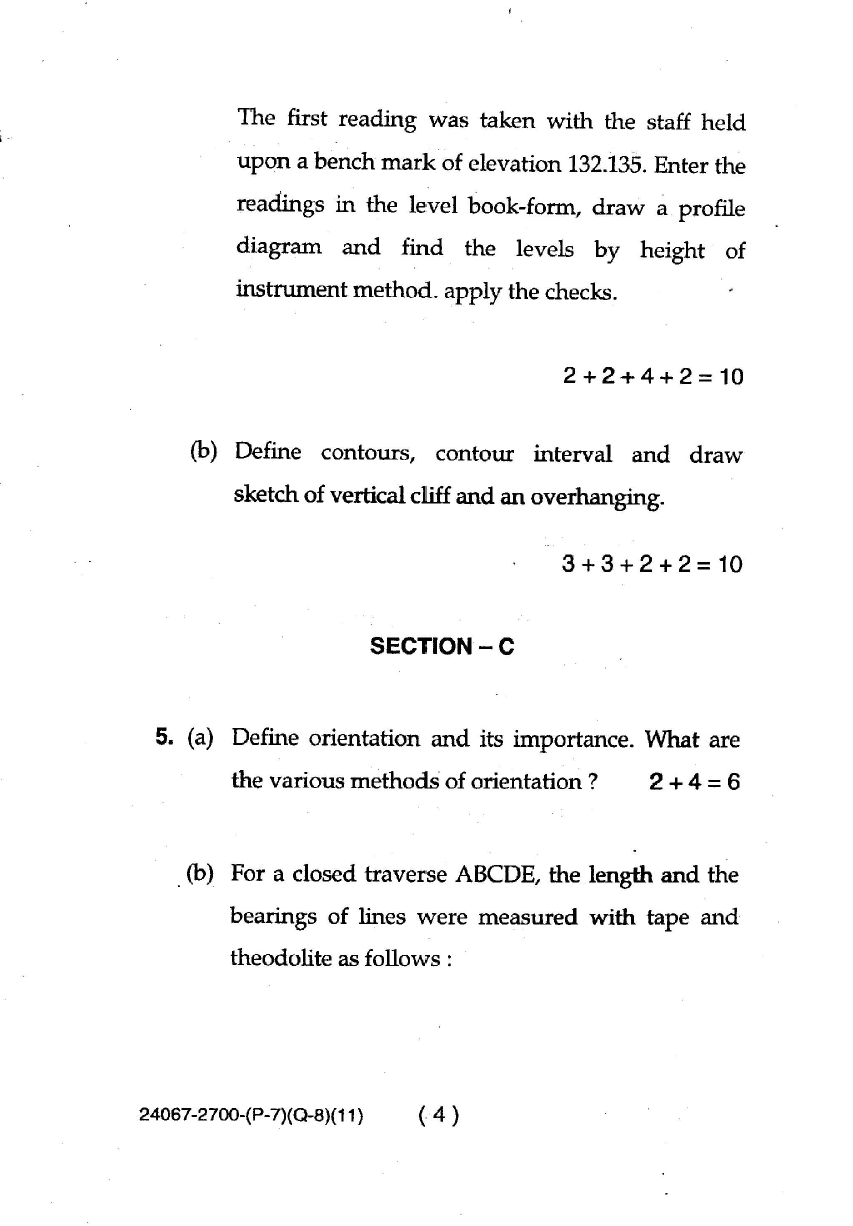 The first reading was taken with the staff held
upon a bench mark of elevation 132.135. Enter the
readings in the level book-form, draw a profile
diagram and find the levels by height of
instrument method. apply the checks.
2 + 2 + 4 + 2 = 10
(b) Define contours, contour interval and draw
sketch of vertical cliff and an overhanging.
3 + 3 + 2 + 2 = 10
SECTION – C
5. (a) Define orientation and its importance. What are
the various methods of orientation ? 2 + 4 = 6
(b) For a closed traverse ABCDE, the length and the
bearings of lines were measured with tape and
theodolite as follows :
24067-2700-(P-7)(Q-8)(11) ( 4 )